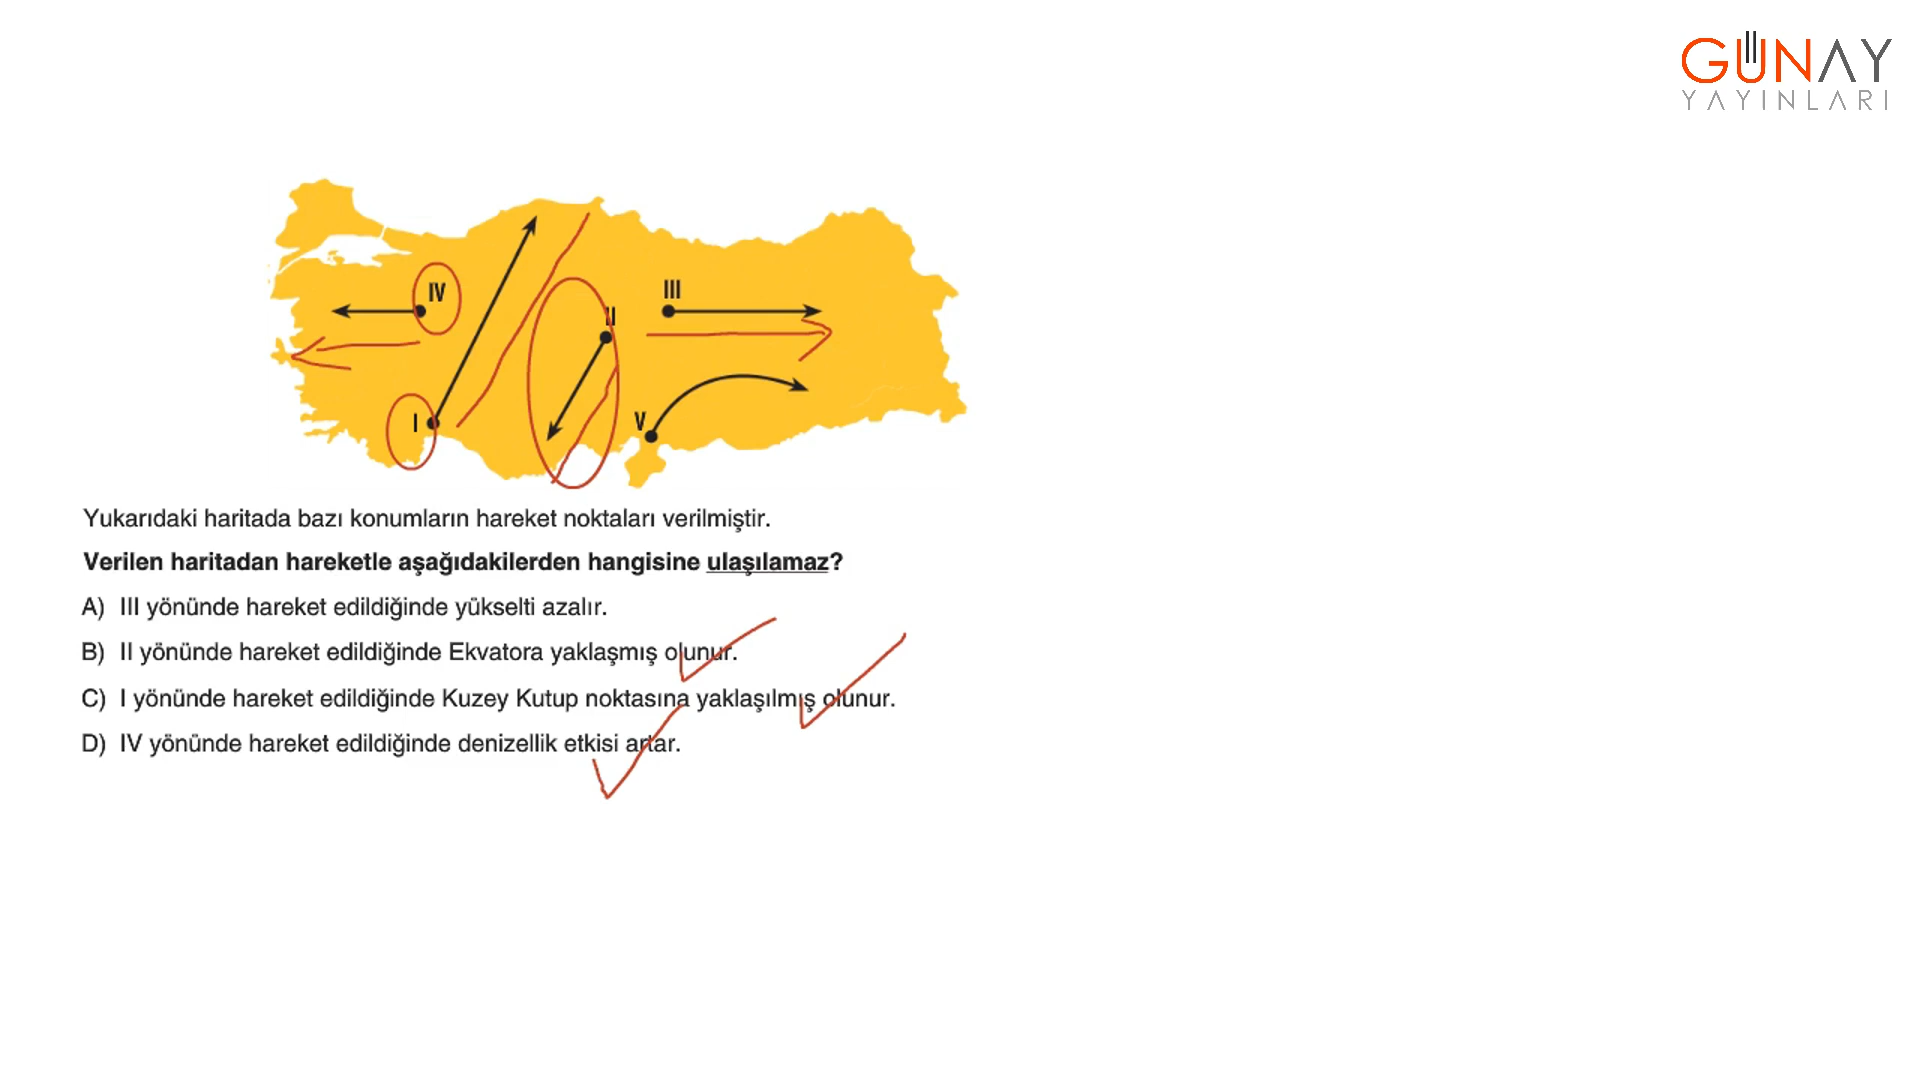 GÜNAY
YAYINLARI
IV
III
II
I
V
Yukarıdaki haritada bazı konumların hareket noktaları verilmiştir.
Verilen haritadan hareketle aşağıdakilerden hangisine ulaşılamaz?
A) III yönünde hareket edildiğinde yükselti azalır.
B) II yönünde hareket edildiğinde Ekvatora yaklaşmış olunur.
C) I yönünde hareket edildiğinde Kuzey Kutup noktasına yaklaşılmış olunur.
D) IV yönünde hareket edildiğinde denizellik etkisi artar.